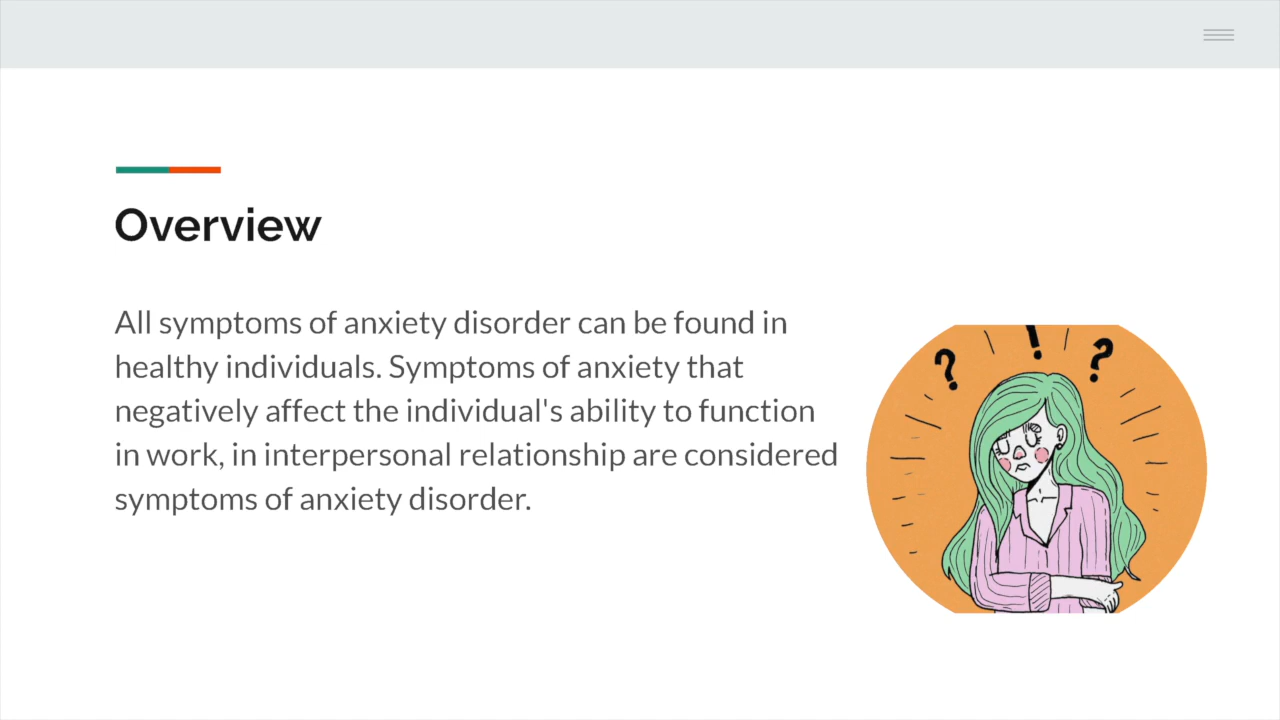 Overview
All symptoms of anxiety disorder can be found in
healthy individuals. Symptoms of anxiety that
negatively affect the individual's ability to function
in work, in interpersonal relationship are considered
symptoms of anxiety disorder.
? ! ?